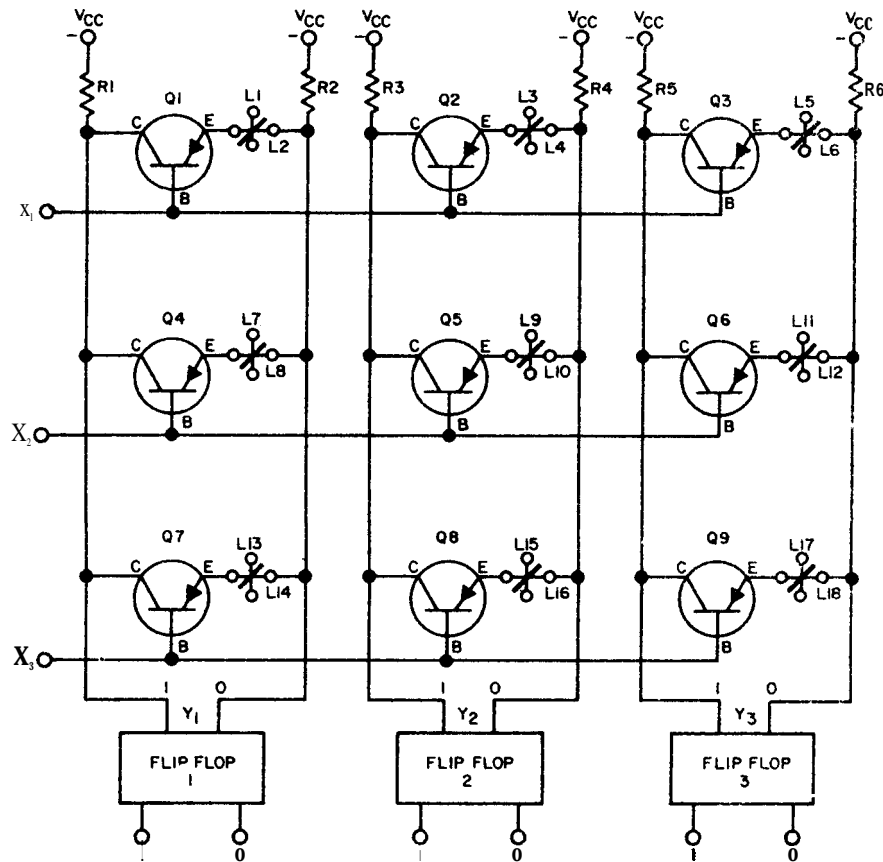 VCC VCC VCC VCC VCC VCC
- - - - - -
R1 R2 R3 R4 R5 R6
Q1 L1 Q2 L3 Q3 L5
C E C E C E
L2 L4 L6
B B B
X1
Q4 L7 Q5 L9 Q6 L11
C E C E C E
L8 L10 L12
B B B
X2
Q7 L13 Q8 L15 Q9 L17
C E C E C E
L14 L16 L18
B B B
X3
1 0 1 0 1 0
Y1 Y2 Y3
FLIP FLOP FLIP FLOP FLIP FLOP
1 2 3
0 1 0 1 0